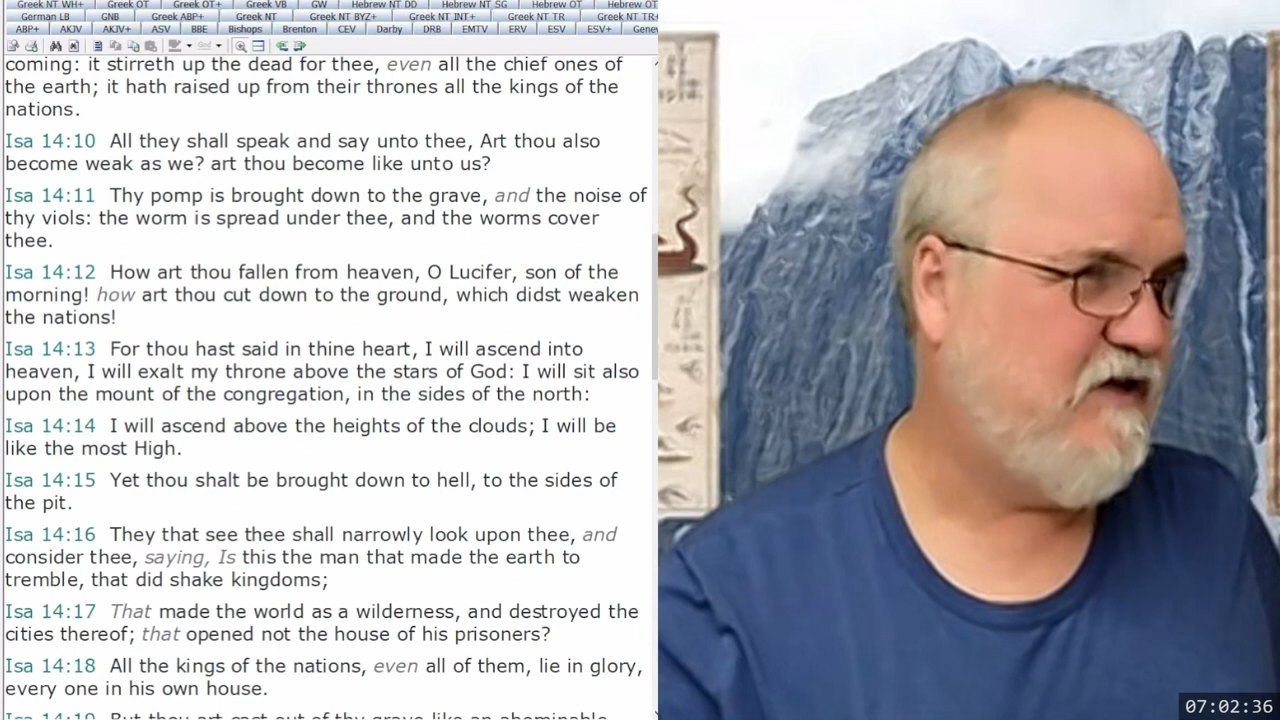 Greek NT WH+ Greek OT Greek OT+ Greek VB GW Hebrew NT DD Hebrew NT SG Hebrew OT Hebrew OT
German LB GNB Greek ABP+ Greek NT Greek NT BYZ+ Greek NT INT+ Greek NT TR Greek NT TR+
ABP+ AKJV AKJV+ ASV BBE Bishops Brenton CEV Darby DRB EMTV ERV ESV ESV+
coming: it stirreth up the dead for thee, even all the chief ones of
the earth; it hath raised up from their thrones all the kings of the
nations.
Isa 14:10 All they shall speak and say unto thee, Art thou also
become weak as we? art thou become like unto us?
Isa 14:11 Thy pomp is brought down to the grave, and the noise of
thy viols: the worm is spread under thee, and the worms cover
thee.
Isa 14:12 How art thou fallen from heaven, O Lucifer, son of the
morning! how art thou cut down to the ground, which didst weaken
the nations!
Isa 14:13 For thou hast said in thine heart, I will ascend into
heaven, I will exalt my throne above the stars of God: I will sit also
upon the mount of the congregation, in the sides of the north:
Isa 14:14 I will ascend above the heights of the clouds; I will be
like the most High.
Isa 14:15 Yet thou shalt be brought down to hell, to the sides of
the pit.
Isa 14:16 They that see thee shall narrowly look upon thee, and
consider thee, saying, Is this the man that made the earth to
tremble, that did shake kingdoms;
Isa 14:17 That made the world as a wilderness, and destroyed the
cities thereof; that opened not the house of his prisoners?
Isa 14:18 All the kings of the nations, even all of them, lie in glory,
every one in his own house.
Isa 14:19 But thou art cast out of thy grave like an abominable
07:02:36